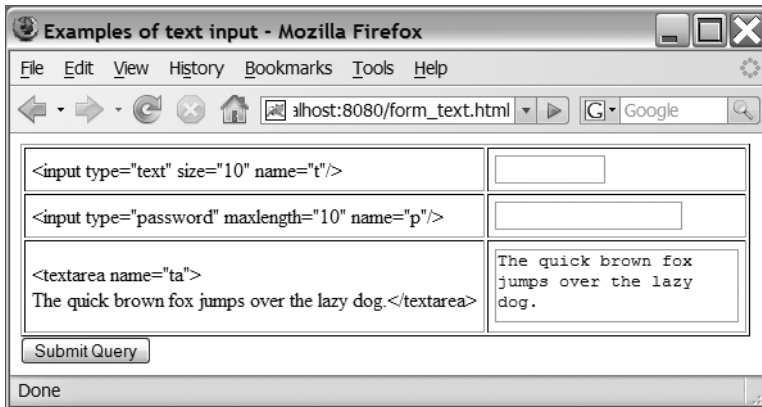 Examples of text input - Mozilla Firefox
File Edit View History Bookmarks Tools Help
alhost:8080/form_text.html G Google
<input type="text" size="10" name="t"/>
<input type="password" maxlength="10" name="p"/>
<textarea name="ta">
The quick brown fox jumps over the lazy dog.</textarea>
The quick brown fox
jumps over the lazy
dog.
Submit Query
Done